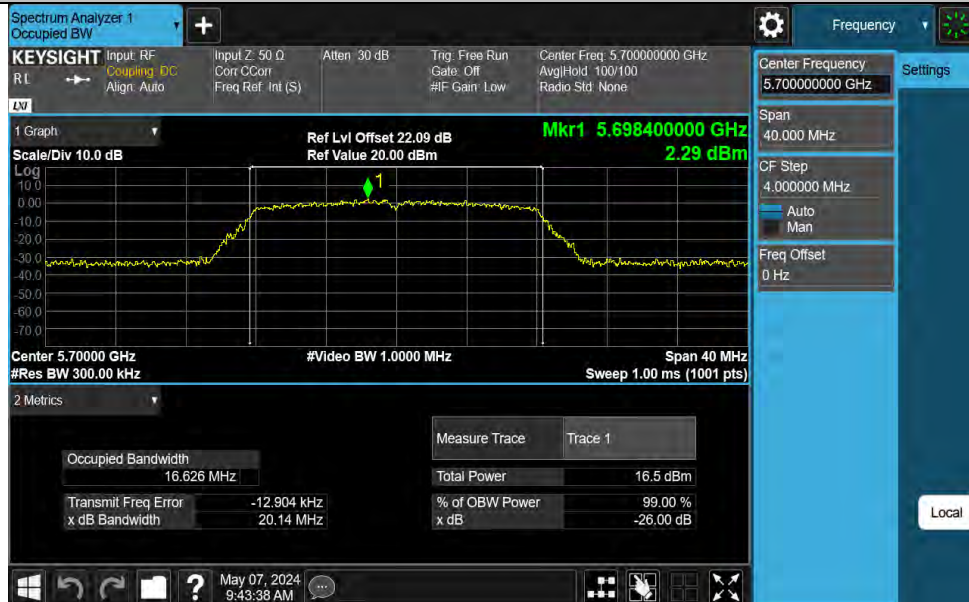 Spectrum Analyzer 1
Occupied BW
+
Frequency
KEYSIGHT
Input: RF
Coupling: DC
Align: Auto
Input Z: 50 Ω
Corr CCorr
Freq Ref: Int (S)
Atten: 30 dB
Trig: Free Run
Gate: Off
#IF Gain: Low
Center Freq: 5.700000000 GHz
Avg|Hold: 100/100
Radio Std: None
LXI
Center Frequency
5.700000000 GHz
Settings
Span
40.000 MHz
CF Step
4.000000 MHz
Auto
Man
Freq Offset
0 Hz
Local
1 Graph
Scale/Div 10.0 dB
Ref Lvl Offset 22.09 dB
Ref Value 20.00 dBm
Mkr1 5.698400000 GHz
2.29 dBm
Log
10.0
0.00
-10.0
-20.0
-30.0
-40.0
-50.0
-60.0
-70.0
1
Center 5.70000 GHz
#Res BW 300.00 kHz
#Video BW 1.0000 MHz
Span 40 MHz
Sweep 1.00 ms (1001 pts)
2 Metrics
Measure Trace Trace 1
Occupied Bandwidth
16.626 MHz
Total Power 16.5 dBm
Transmit Freq Error -12.904 kHz
% of OBW Power 99.00 %
x dB Bandwidth 20.14 MHz
x dB -26.00 dB
?
May 07, 2024
9:43:38 AM